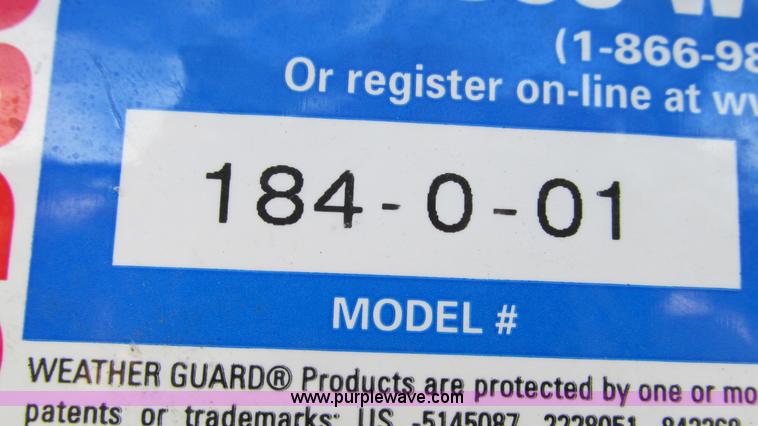 (1-866-98
Or register on-line at
184-0-01
MODEL #
WEATHER GUARD® Products are protected by one or
www.purplewave.com
patents or trademarks: US -5145087